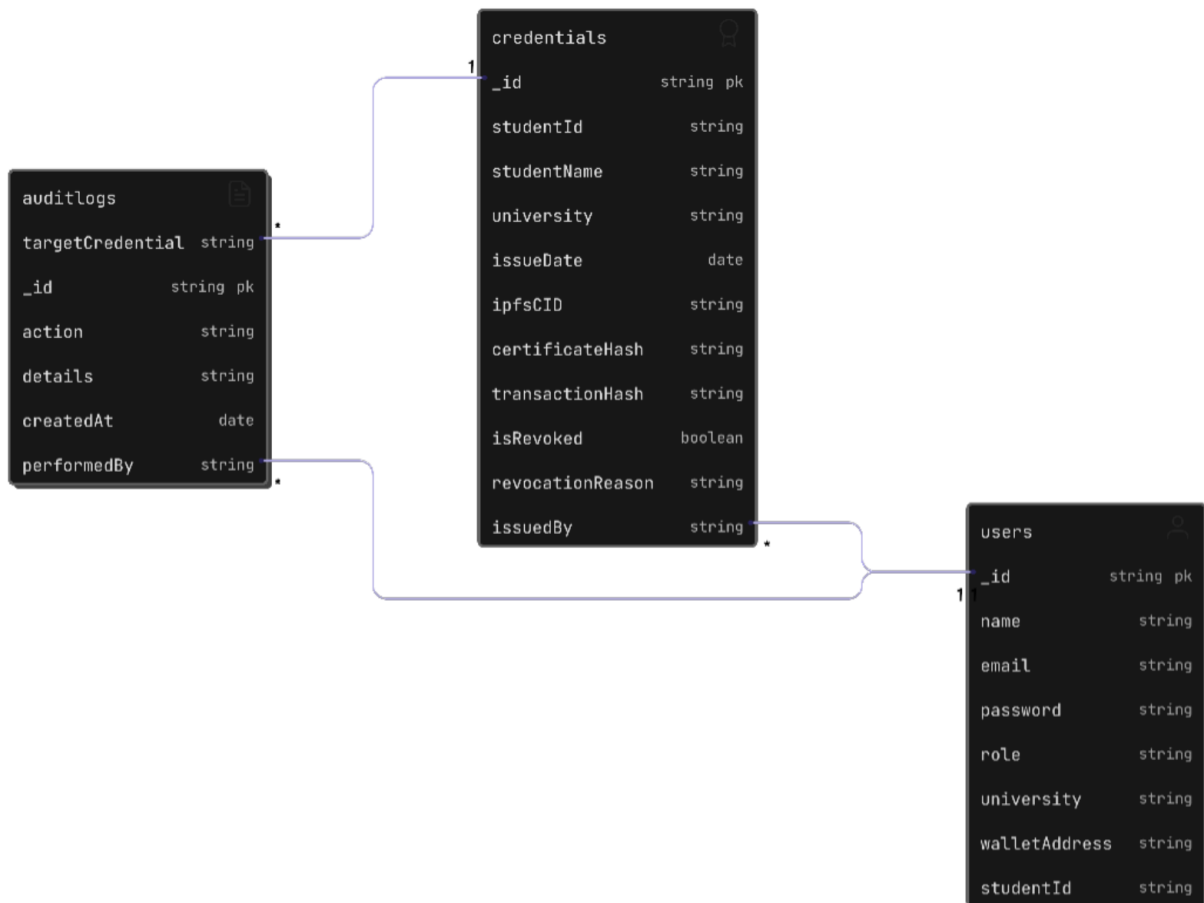 credentials
1
_id string pk
studentId string
studentName string
university string
issueDate date
ipfsCID string
certificateHash string
transactionHash string
isRevoked boolean
revocationReason string
issuedBy string
*
auditlogs
*
targetCredential string
_id string pk
action string
details string
createdAt date
performedBy string
*
users
_id string pk
1 1
name string
email string
password string
role string
university string
walletAddress string
studentId string